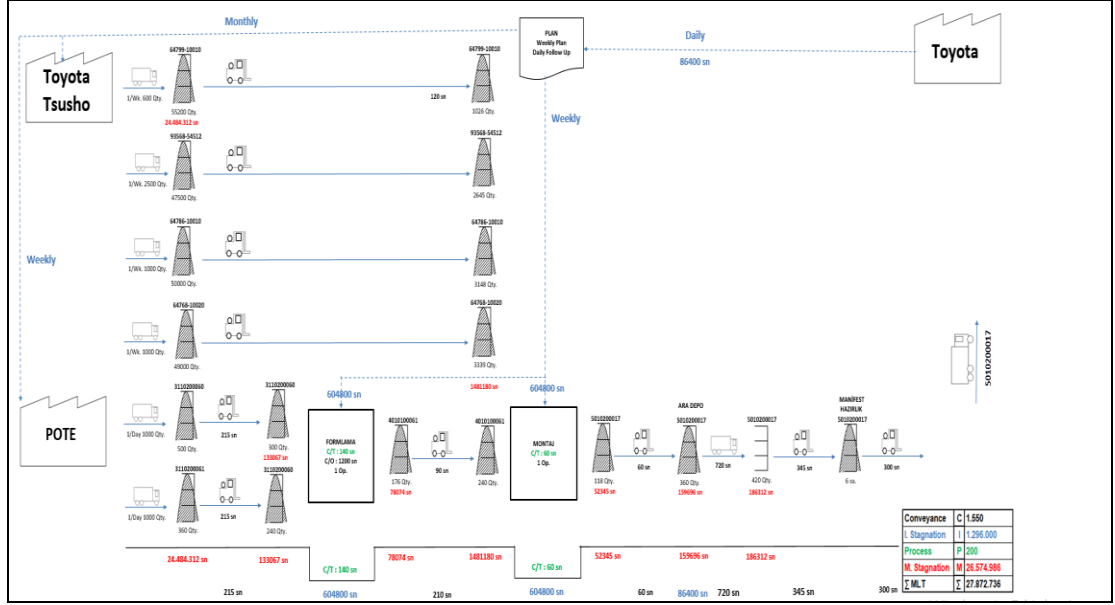 Monthly
PLAN
Weekly Plan
Daily Follow Up
Daily
86400 sn
Toyota
Toyota
Tsusho
64799-10010
1/Wk. 600 Qty.
55200 Qty.
24.484.312 sn
120 sn
64799-10010
1026 Qty.
Weekly
93568-54512
1/Wk. 2500 Qty.
47500 Qty.
93568-54512
2645 Qty.
Weekly
64786-10010
1/Wk. 1000 Qty.
50000 Qty.
64786-10010
3148 Qty.
64768-10020
1/Wk. 1000 Qty.
49000 Qty.
64768-10020
3339 Qty.
1481180 sn
604800 sn
604800 sn
5010200017
POTE
3110200060
1/Day 1000 Qty.
500 Qty.
215 sn
3110200060
300 Qty.
133067 sn
3110200061
1/Day 1000 Qty.
360 Qty.
215 sn
3110200060
240 Qty.
FORMLAMA
C/T : 140 sn
C/O : 1200 sn
1 Op.
4010100061
176 Qty.
78074 sn
90 sn
4010100061
240 Qty.
MONTAJ
C/T : 60 sn
1 Op.
5010200017
118 Qty.
52345 sn
60 sn
ARA DEPO
5010200017
360 Qty.
159696 sn
720 sn
5010200017
420 Qty.
186312 sn
345 sn
MANİFEST
HAZIRLIK
5010200017
6 sa.
300 sn
Conveyance C 1.550
I. Stagnation I 1.296.000
Process P 200
M. Stagnation M 26.574.986
∑ MLT ∑ 27.872.736
24.484.312 sn
133067 sn
C/T : 140 sn
78074 sn
1481180 sn
C/T : 60 sn
52345 sn
159696 sn
186312 sn
215 sn
604800 sn
210 sn
604800 sn
60 sn
86400 sn
720 sn
345 sn
300 sn